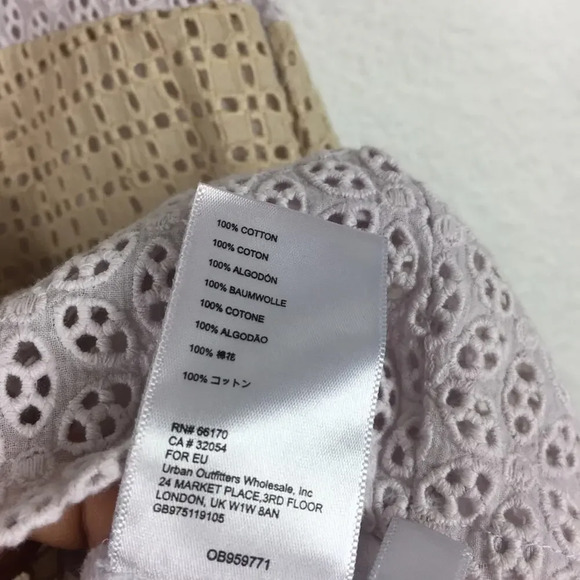 100% COTTON
100% COTON
100% ALGODÓN
100% BAUMWOLLE
100% COTONE
100% ALGODÃO
100% 棉花
100% コットン
RN# 66170
CA # 32054
FOR EU
Urban Outfitters Wholesale, Inc
24 MARKET PLACE,3RD FLOOR
LONDON, UK W1W 8AN
GB975119105
OB959771